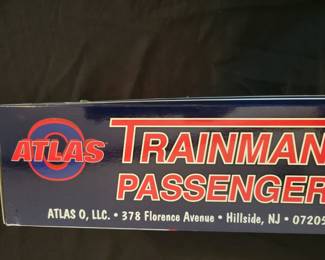 ATLAS
O
TRAINMAN
PASSENGER
ATLAS O, LLC. • 378 Florence Avenue • Hillside, NJ • 07205